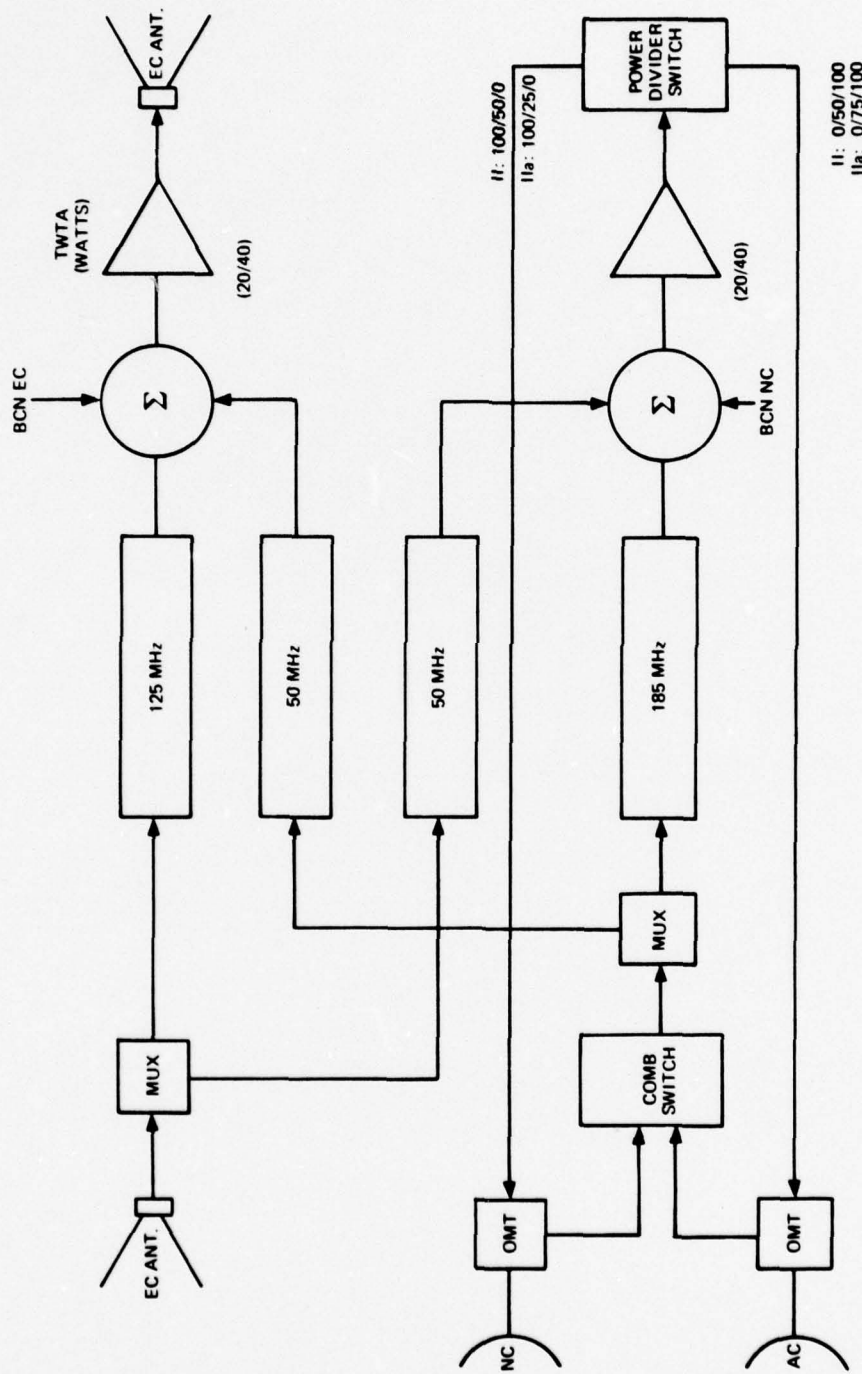 EC ANT.
MUX
125 MHz
50 MHz
50 MHz
185 MHz
BCN EC
Σ
TWTA
(WATTS)
(20/40)
EC ANT.
NC
OMT
AC
OMT
COMB
SWITCH
MUX
Σ
BCN NC
(20/40)
POWER
DIVIDER
SWITCH
II: 100/50/0
IIa: 100/25/0
II: 0/50/100
IIa: 0/75/100